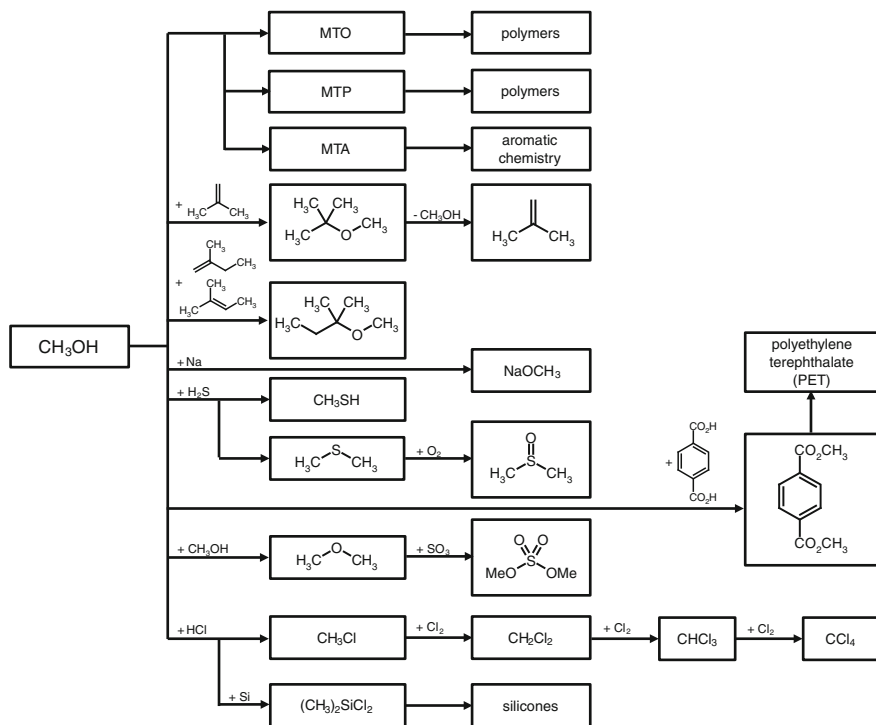 MTO
polymers
MTP
polymers
MTA
aromatic
chemistry
+
H₃C CH₃
H₃C CH₃
H₃C O CH₃
- CH₃OH
H₃C CH₃
CH₃
CH₃
+
CH₃
H₃C CH₃
H₃C CH₃
H₃C O CH₃
CH₃OH
+ Na
NaOCH₃
polyethylene
terephthalate
(PET)
+ H₂S
CH₃SH
S
H₃C CH₃
+ O₂
O
S
H₃C CH₃
CO₂H
+
CO₂H
CO₂CH₃
CO₂CH₃
+ CH₃OH
O
H₃C CH₃
+ SO₃
O O
S
MeO OMe
+ HCl
CH₃Cl
+ Cl₂
CH₂Cl₂
+ Cl₂
CHCl₃
+ Cl₂
CCl₄
+ Si
(CH₃)₂SiCl₂
silicones